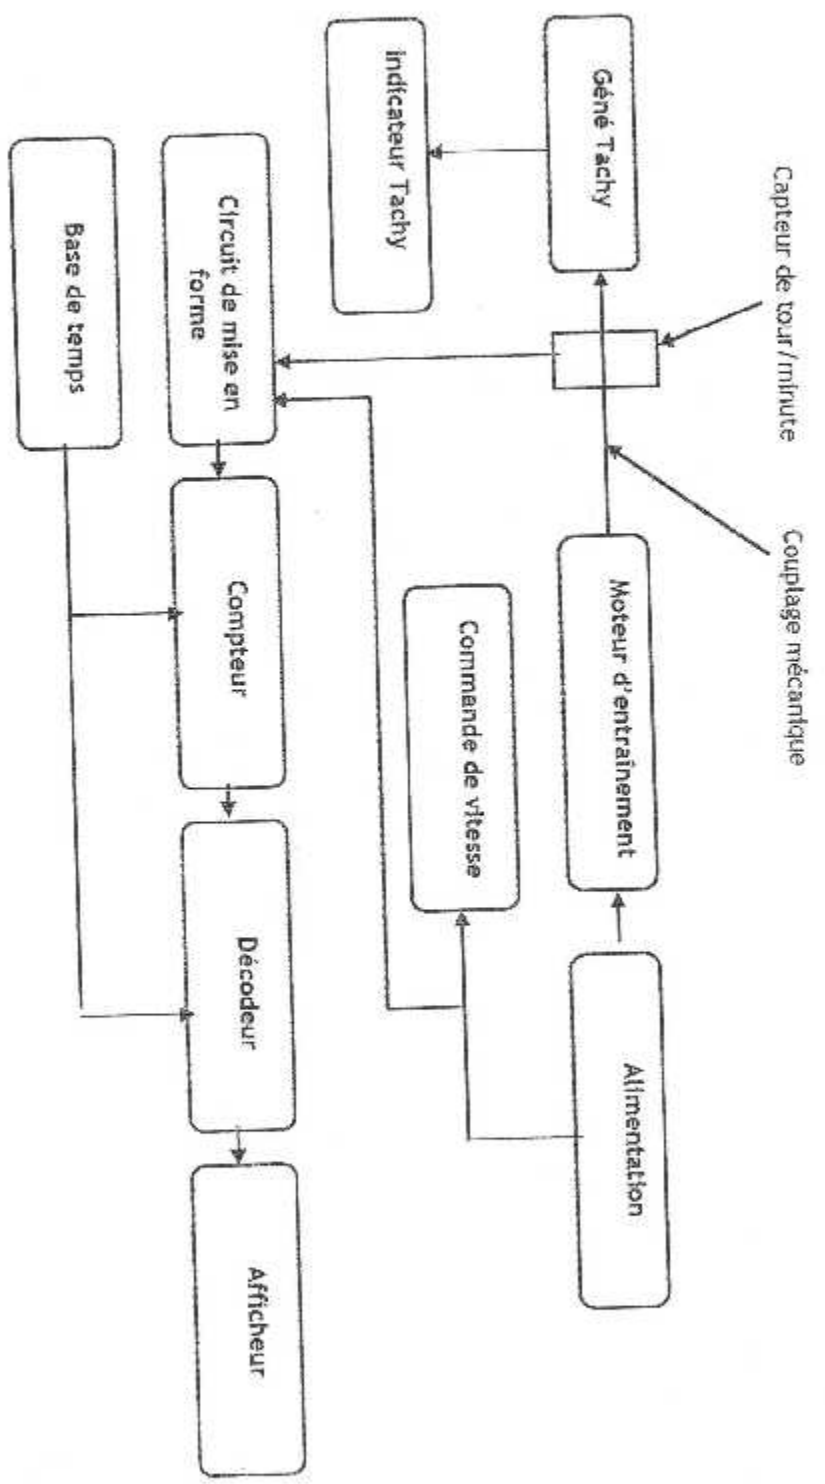 Capteur de tour/minute
Couplage mécanique
Géné Tachy
Moteur d'entraînement
Alimentation
indicateur Tachy
Commande de vitesse
Circuit de mise en
forme
Compteur
Décodeur
Afficheur
Base de temps